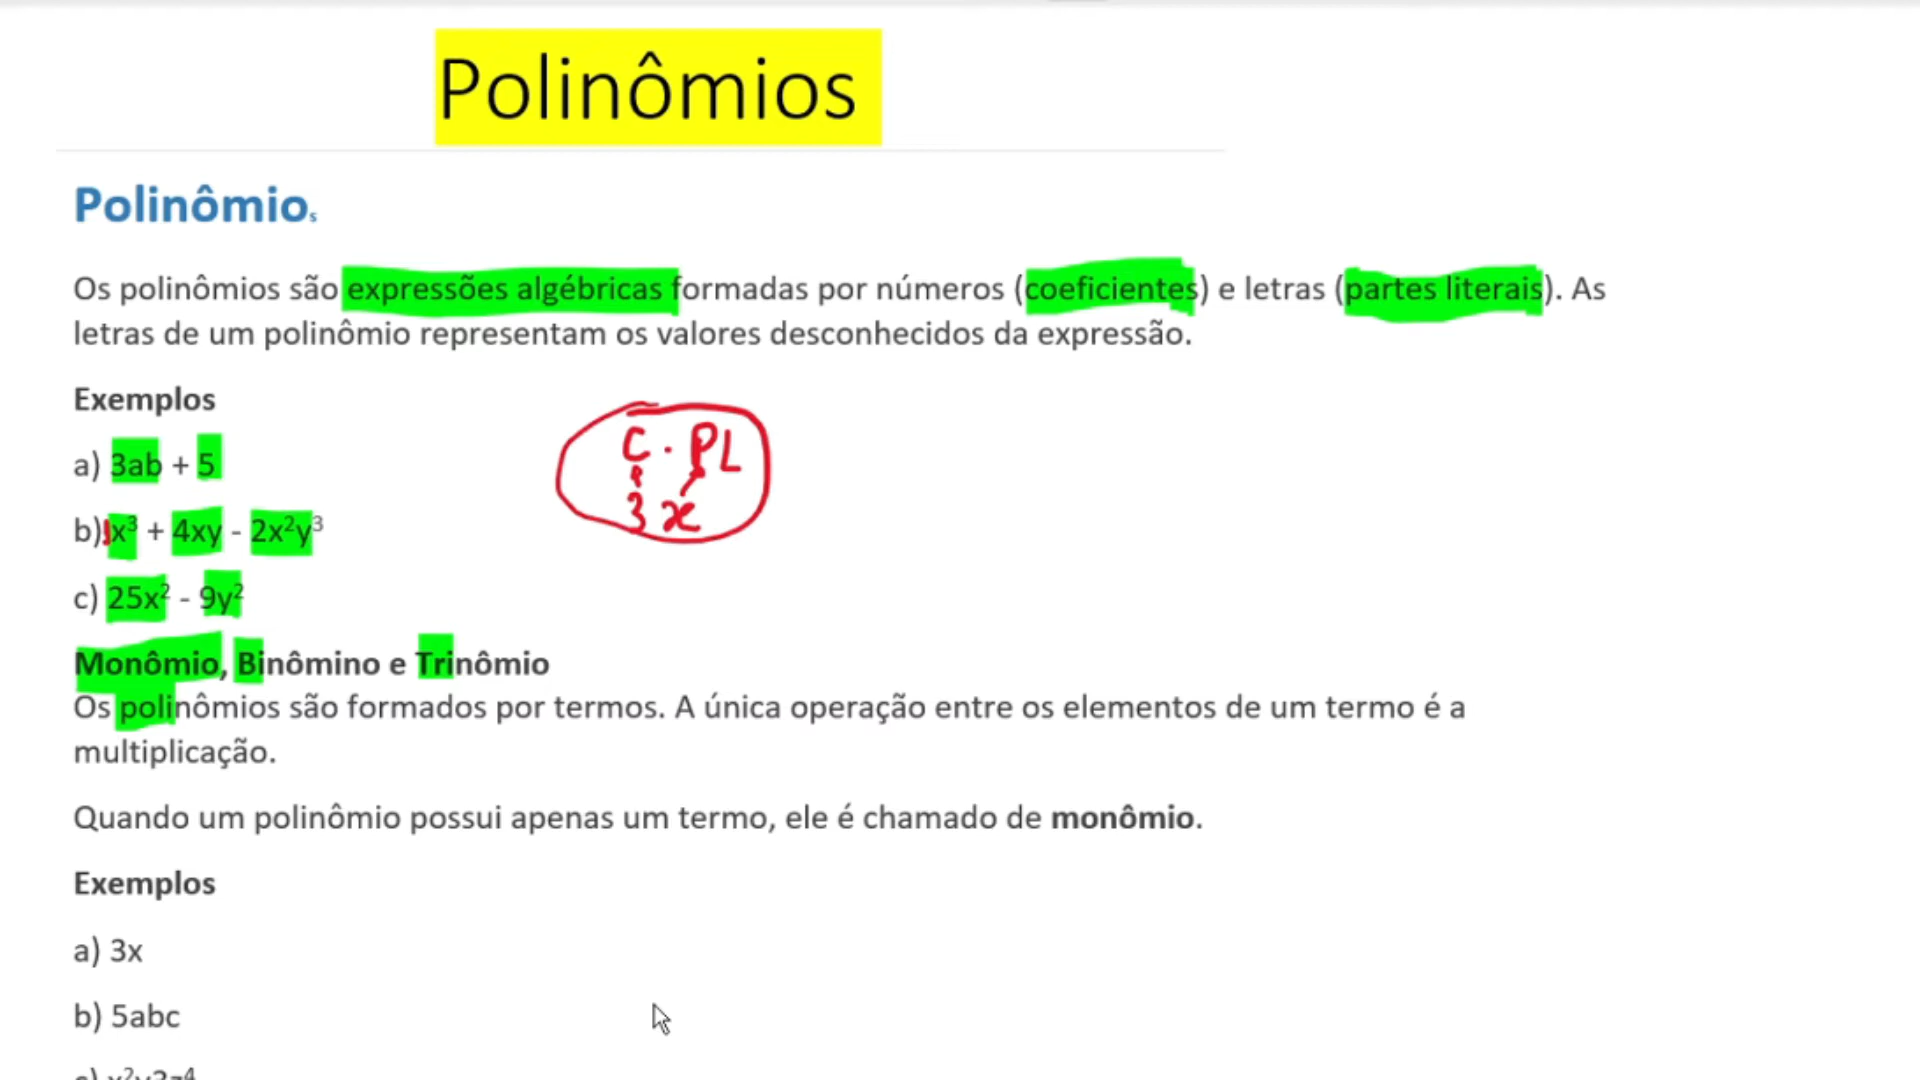 Polinômios
Polinômios
Os polinômios são expressões algébricas formadas por números (coeficientes) e letras (partes literais). As
letras de um polinômio representam os valores desconhecidos da expressão.
Exemplos
a) 3ab + 5
C . PL
3 x
b) 1x³ + 4xy - 2x²y³
c) 25x² - 9y²
Monômio, Binômino e Trinômio
Os polinômios são formados por termos. A única operação entre os elementos de um termo é a
multiplicação.
Quando um polinômio possui apenas um termo, ele é chamado de monômio.
Exemplos
a) 3x
b) 5abc
c) x²y3z⁴